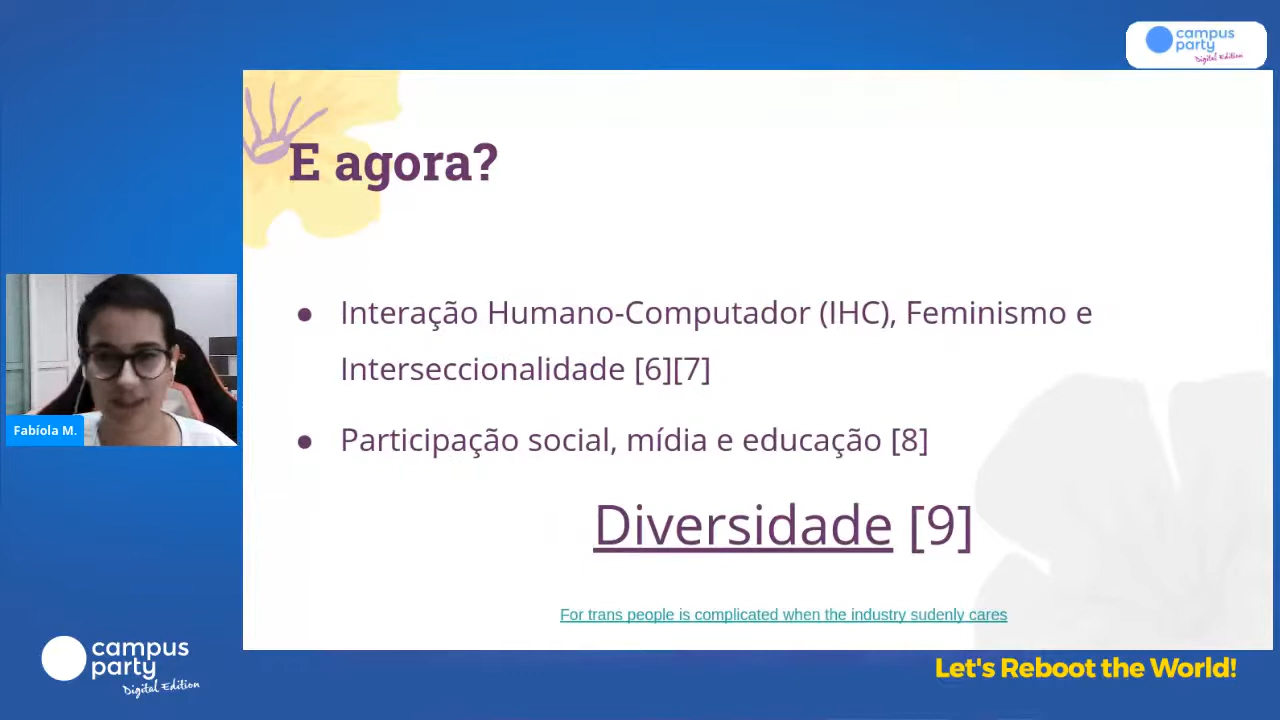 campus
party
Digital Edition
E agora?
● Interação Humano-Computador (IHC), Feminismo e
Interseccionalidade [6][7]
● Participação social, mídia e educação [8]
Diversidade [9]
For trans people is complicated when the industry sudenly cares
Fabíola M.
campus
party
Digital Edition
Let's Reboot the World!